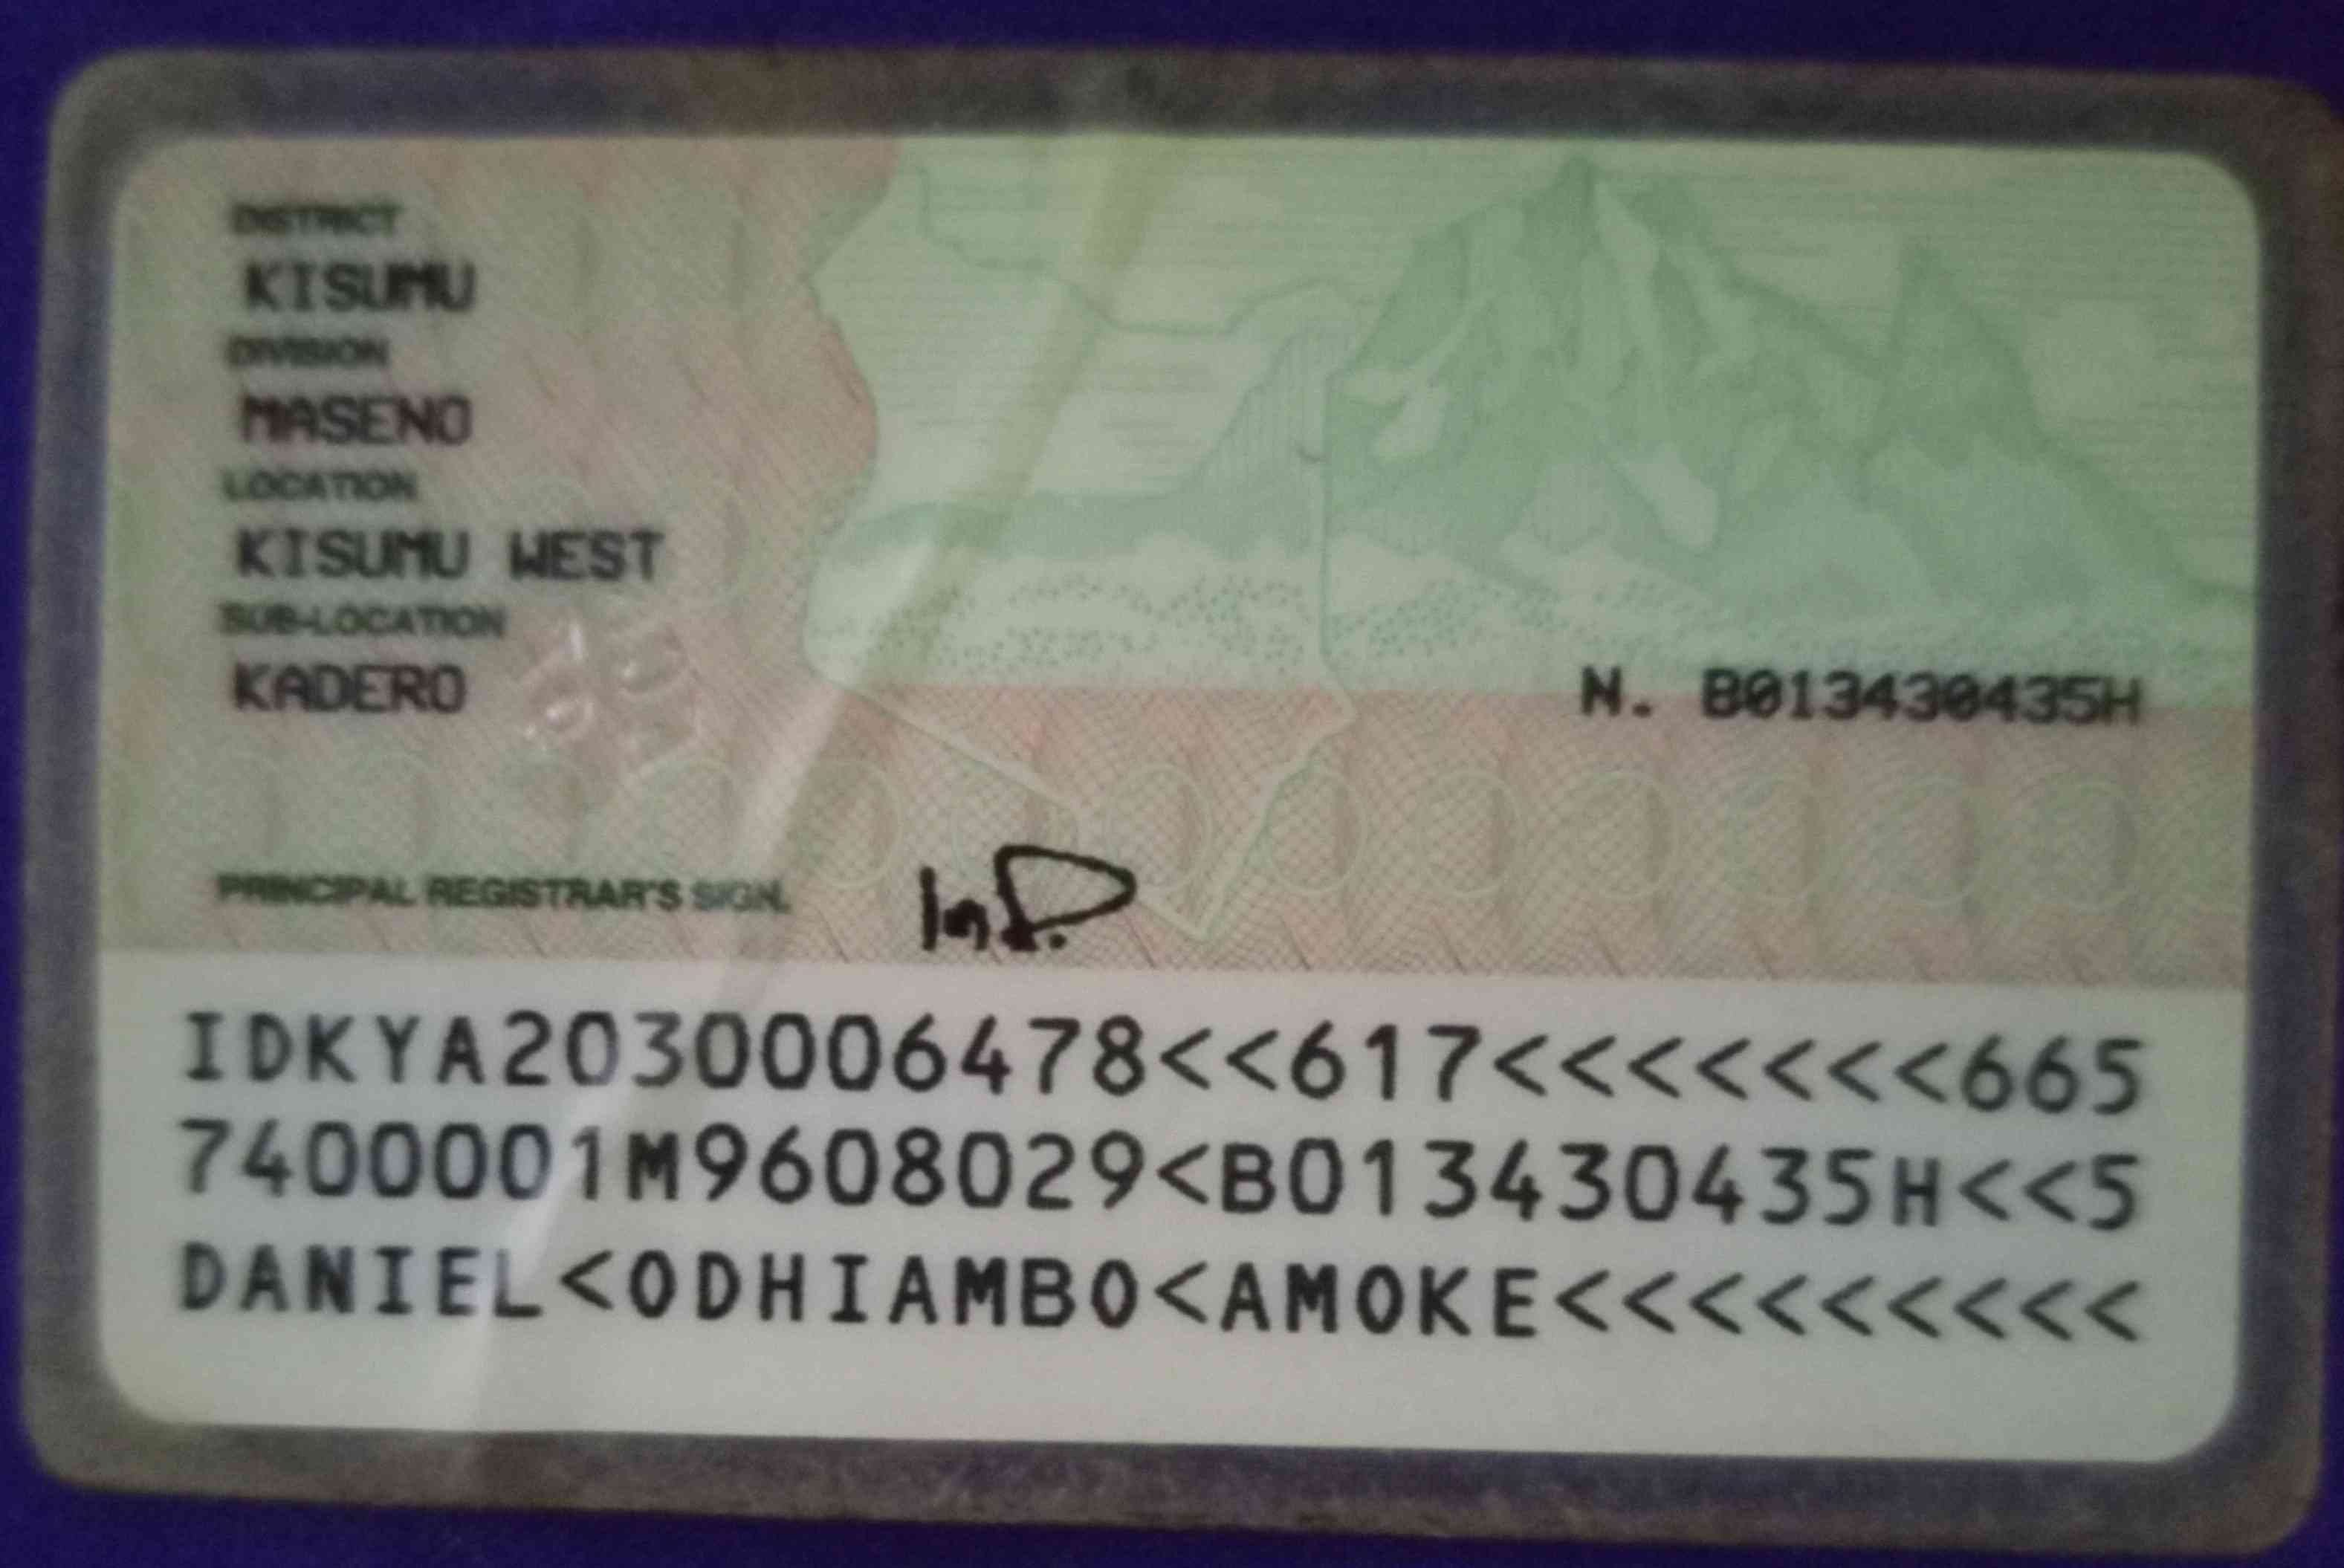 DISTRICT
KISUMU
DIVISION
MASENO
LOCATION
KISUMU WEST
SUB-LOCATION
KADERO
N. B013430435H
PRINCIPAL REGISTRAR'S SIGN.
IDKYA2030006478<<617<<<<<<<665
7400001M9608029<B013430435H<<5
DANIEL<ODHIAMBO<AMOKE<<<<<<<<<